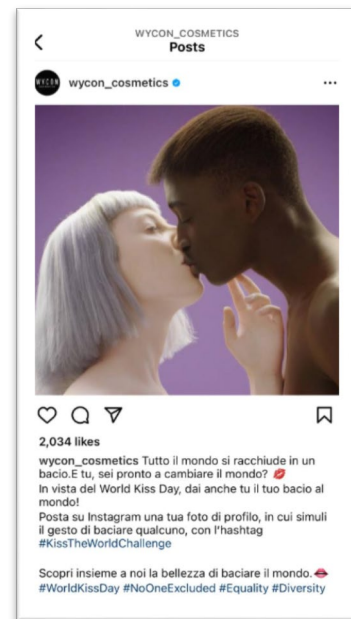 WYCON_COSMETICS
Posts
WYCON
wycon_cosmetics
2,034 likes
wycon_cosmetics Tutto il mondo si racchiude in un
bacio.E tu, sei pronto a cambiare il mondo? 💋
In vista del World Kiss Day, dai anche tu il tuo bacio al
mondo!
Posta su Instagram una tua foto di profilo, in cui simuli
il gesto di baciare qualcuno, con l'hashtag
#KissTheWorldChallenge
Scopri insieme a noi la bellezza di baciare il mondo.👄
#WorldKissDay #NoOneExcluded #Equality #Diversity